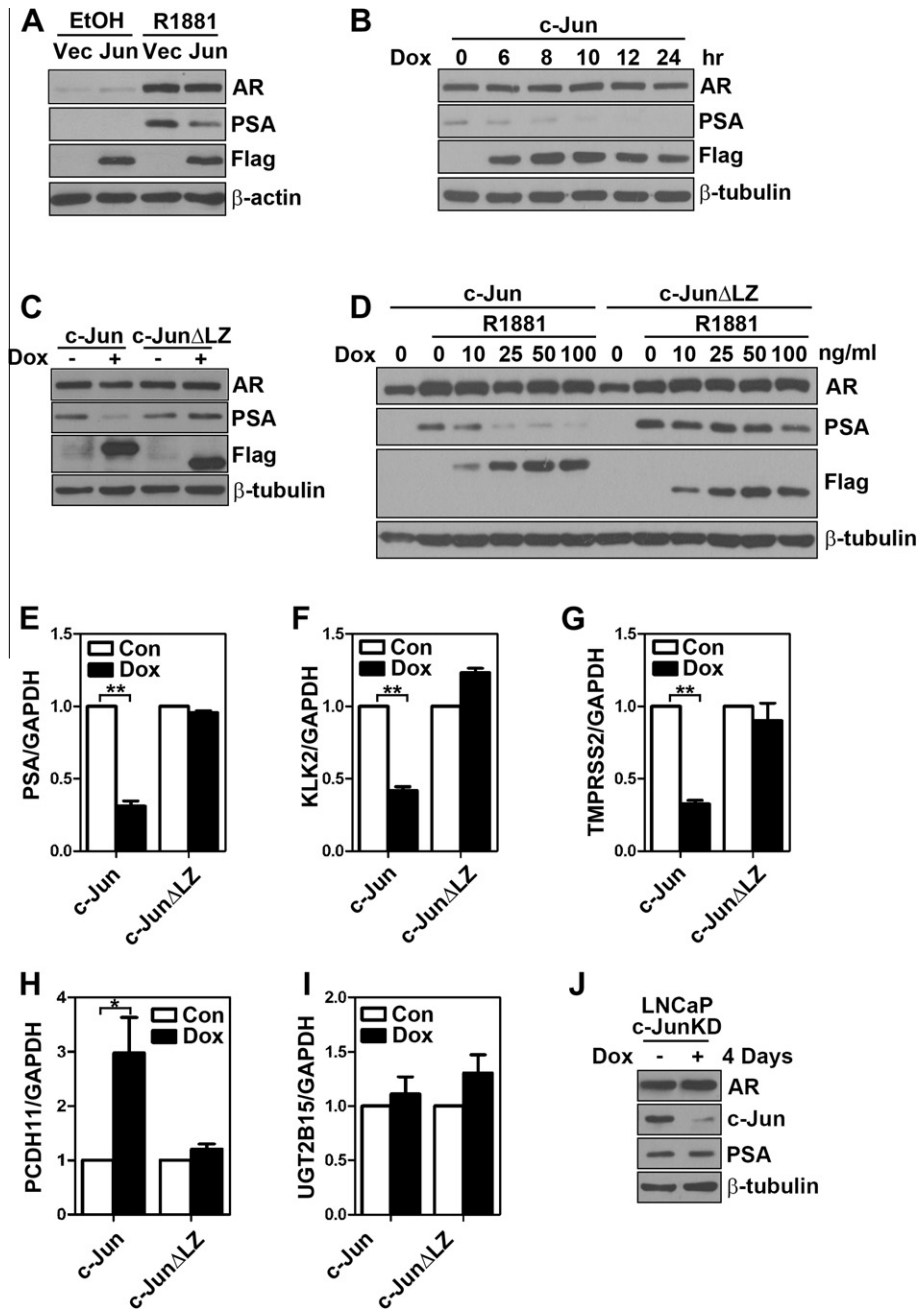 A
EtOH R1881
Vec Jun Vec Jun
AR
PSA
Flag
β-actin
B
c-Jun
Dox 0 6 8 10 12 24 hr
AR
PSA
Flag
β-tubulin
C
c-Jun c-JunΔLZ
Dox - + - +
AR
PSA
Flag
β-tubulin
D
c-Jun c-JunΔLZ
R1881 R1881
Dox 0 0 10 25 50 100 0 0 10 25 50 100 ng/ml
AR
PSA
Flag
β-tubulin
E
PSA/GAPDH
1.5
1.0
0.5
0.0
Con
Dox
**
c-Jun
c-JunΔLZ
F
KLK2/GAPDH
1.5
1.0
0.5
0.0
Con
Dox
**
c-Jun
c-JunΔLZ
G
TMPRSS2/GAPDH
1.5
1.0
0.5
0.0
Con
Dox
**
c-Jun
c-JunΔLZ
H
PCDH11/GAPDH
4
3
2
1
0
*
Con
Dox
c-Jun
c-JunΔLZ
I
UGT2B15/GAPDH
2.0
1.5
1.0
0.5
0.0
Con
Dox
c-Jun
c-JunΔLZ
J
LNCaP
c-JunKD
Dox - + 4 Days
AR
c-Jun
PSA
β-tubulin